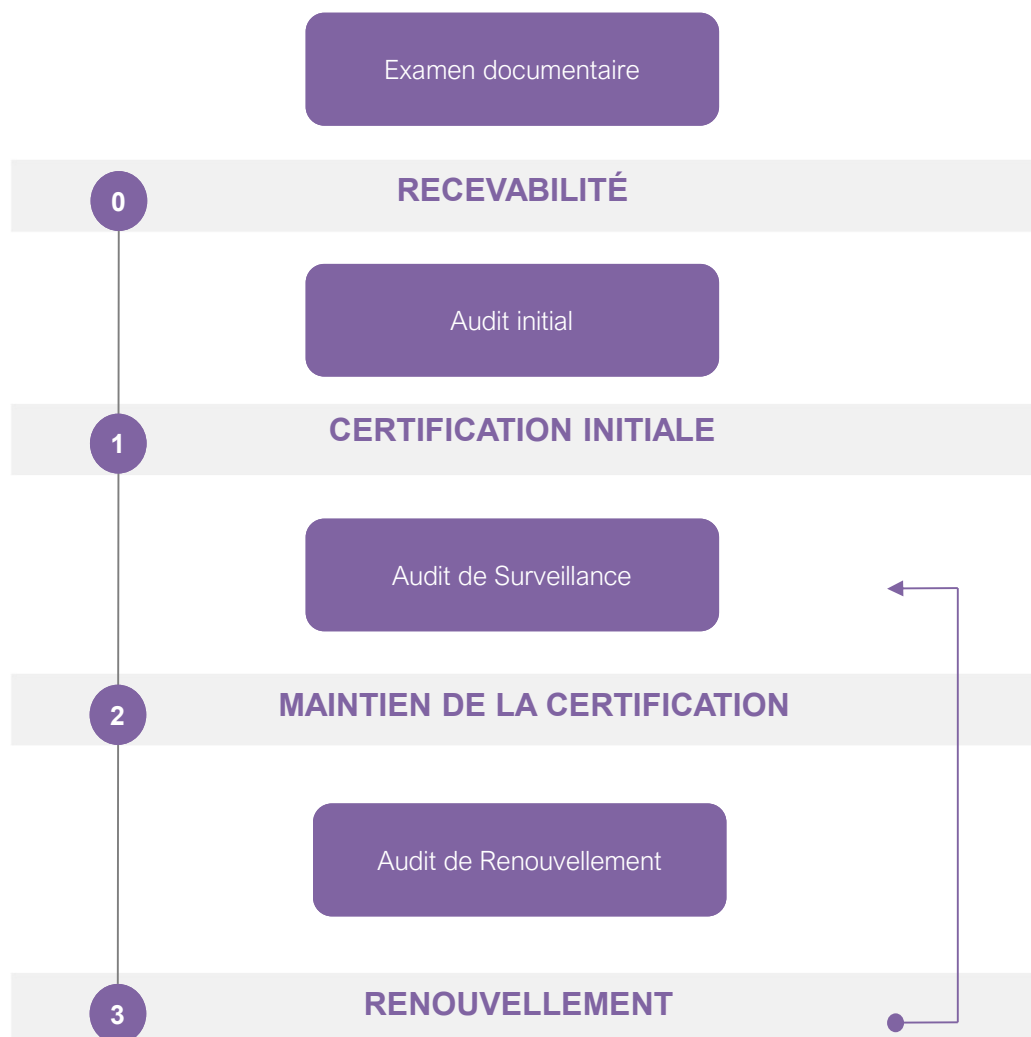 Examen documentaire
0
RECEVABILITÉ
Audit initial
1
CERTIFICATION INITIALE
Audit de Surveillance
2
MAINTIEN DE LA CERTIFICATION
Audit de Renouvellement
3
RENOUVELLEMENT